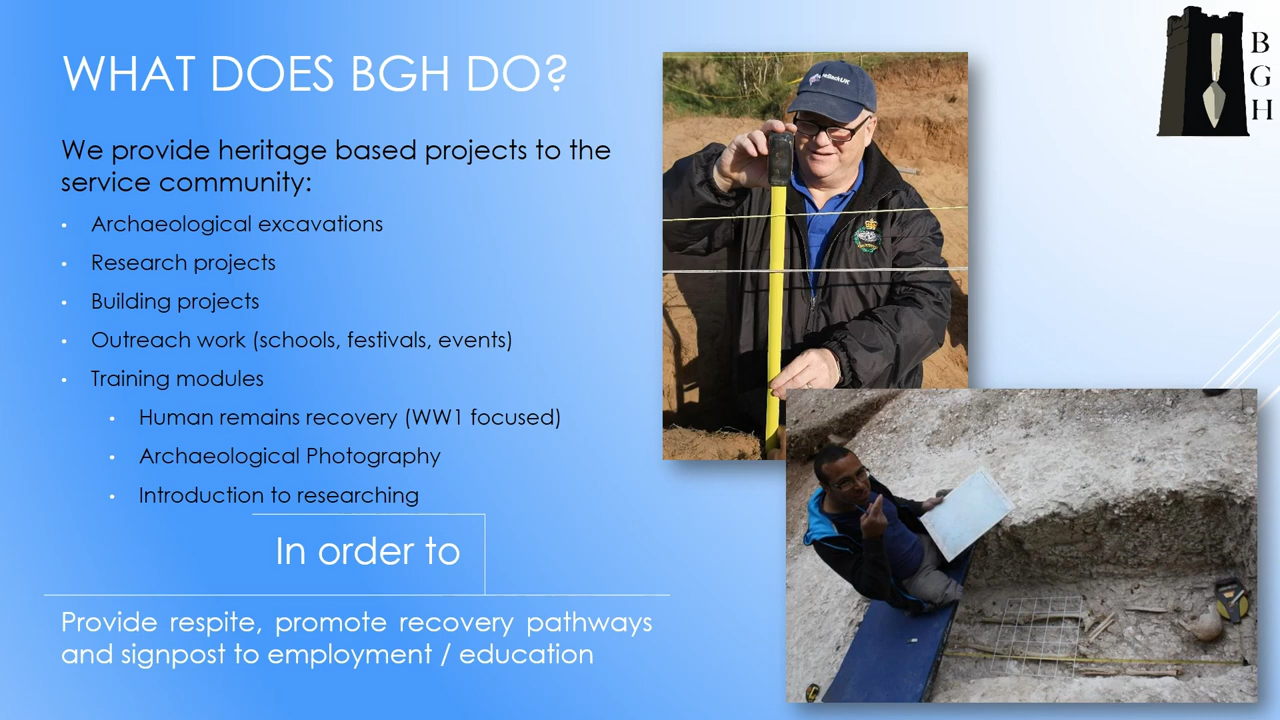 WHAT DOES BGH DO?
We provide heritage based projects to the
service community:
• Archaeological excavations
• Research projects
• Building projects
• Outreach work (schools, festivals, events)
• Training modules
• Human remains recovery (WW1 focused)
• Archaeological Photography
• Introduction to researching
In order to
Provide respite, promote recovery pathways
and signpost to employment / education
B
G
H